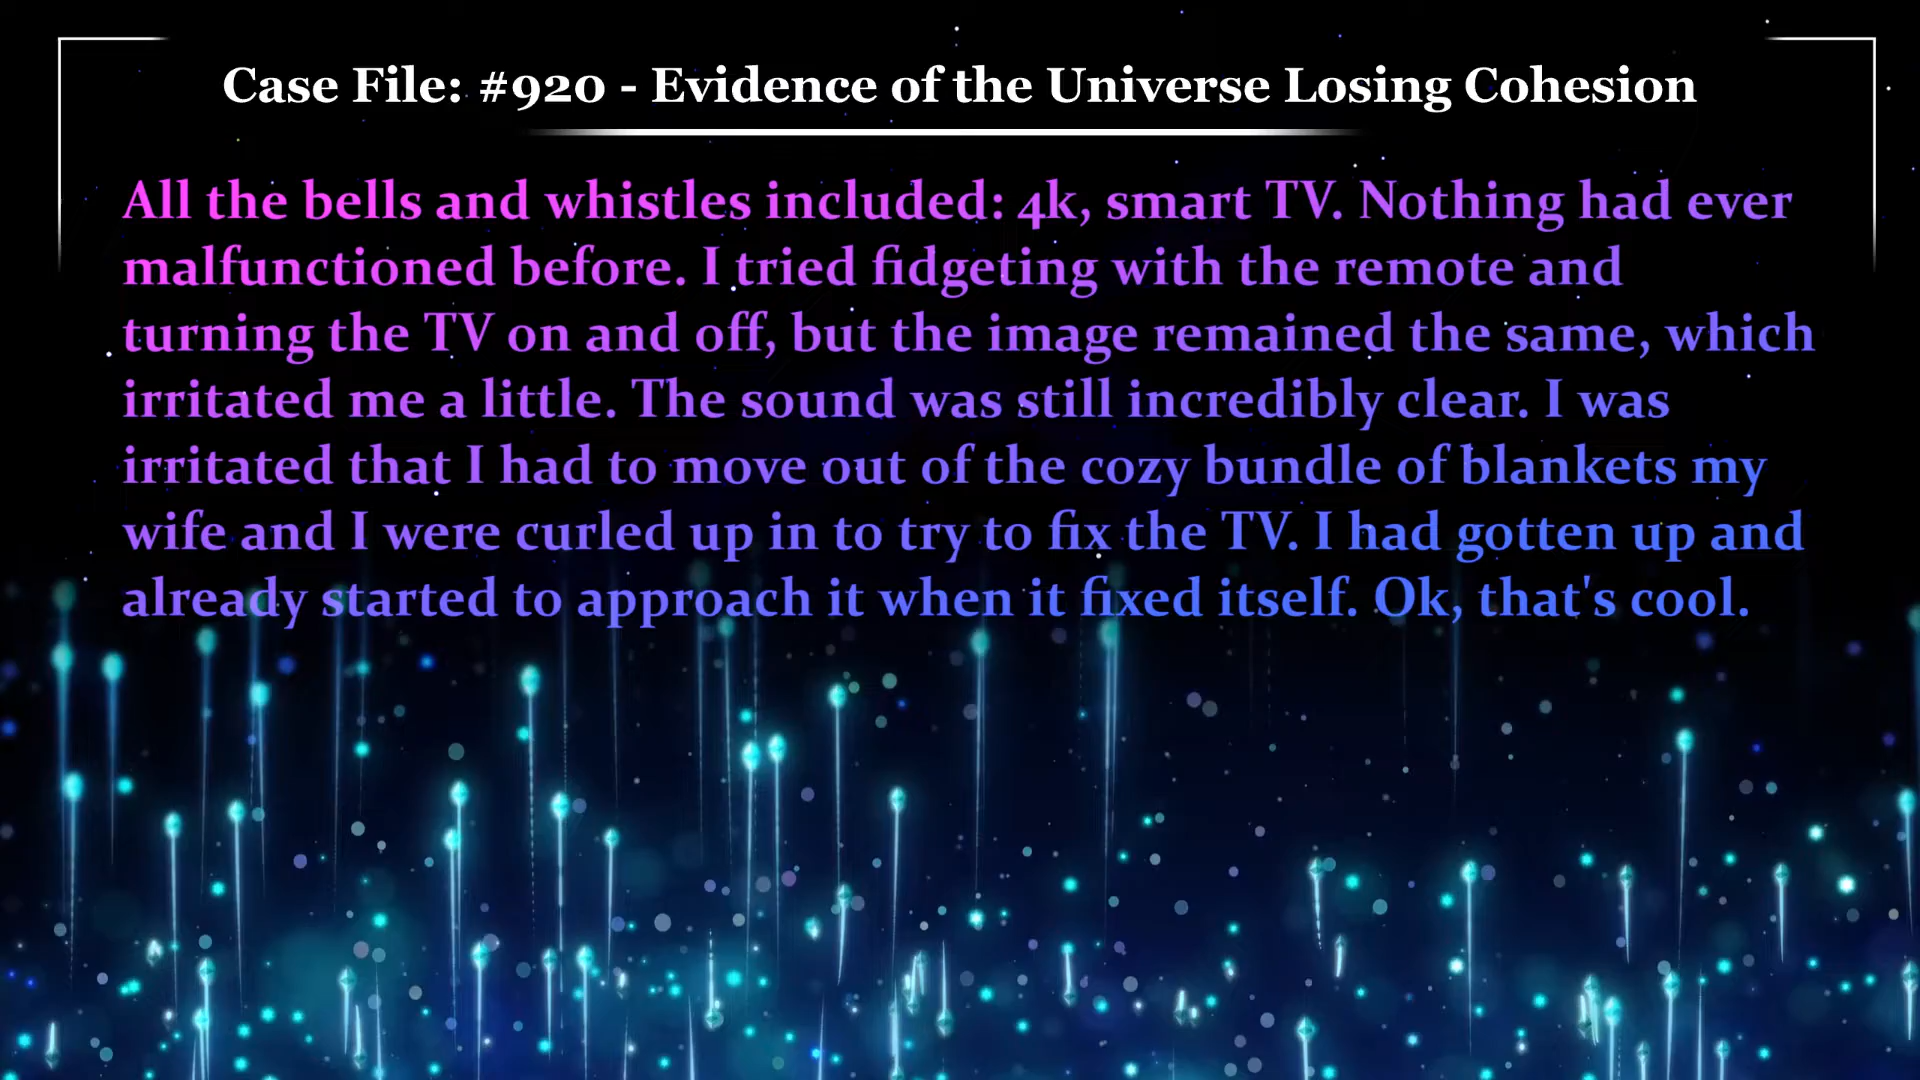 Case File: #920 - Evidence of the Universe Losing Cohesion
All the bells and whistles included: 4k, smart TV. Nothing had ever
malfunctioned before. I tried fidgeting with the remote and
turning the TV on and off, but the image remained the same, which
irritated me a little. The sound was still incredibly clear. I was
irritated that I had to move out of the cozy bundle of blankets my
wife and I were curled up in to try to fix the TV. I had gotten up and
already started to approach it when it fixed itself. Ok, that's cool.